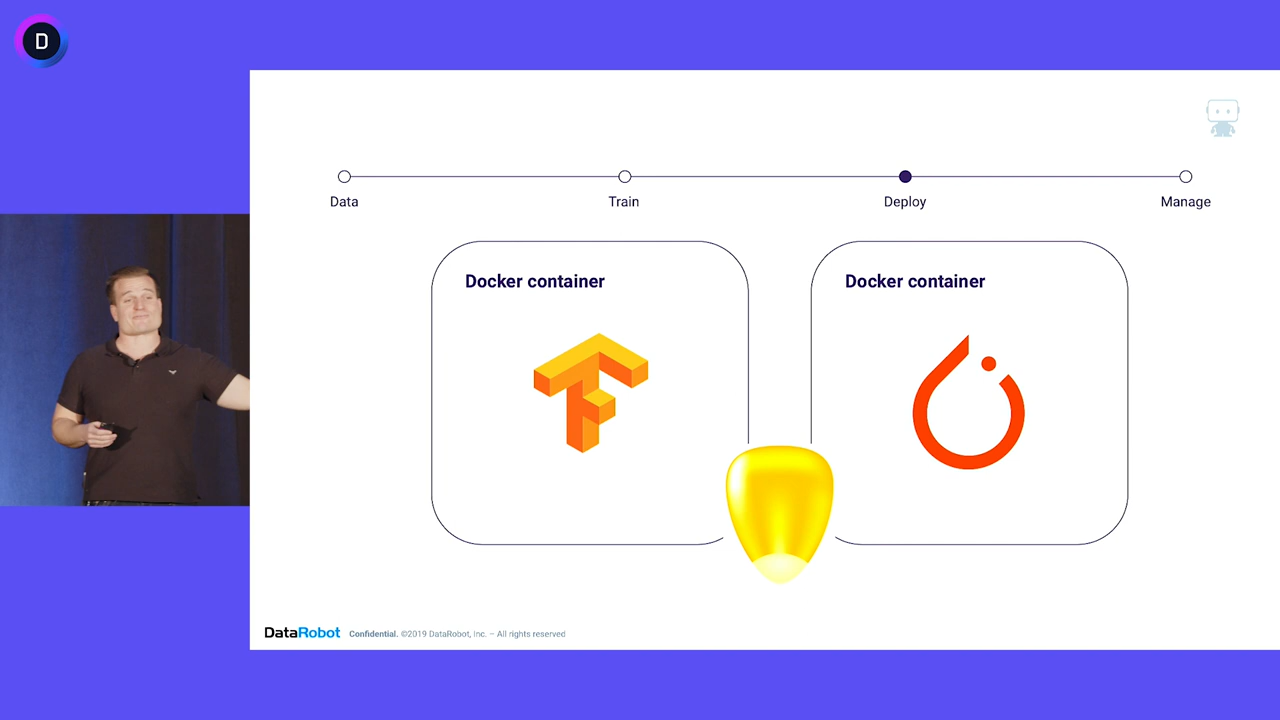 D
Data
Train
Deploy
Manage
Docker container
Docker container
DataRobot Confidential. ©2019 DataRobot, Inc. – All rights reserved